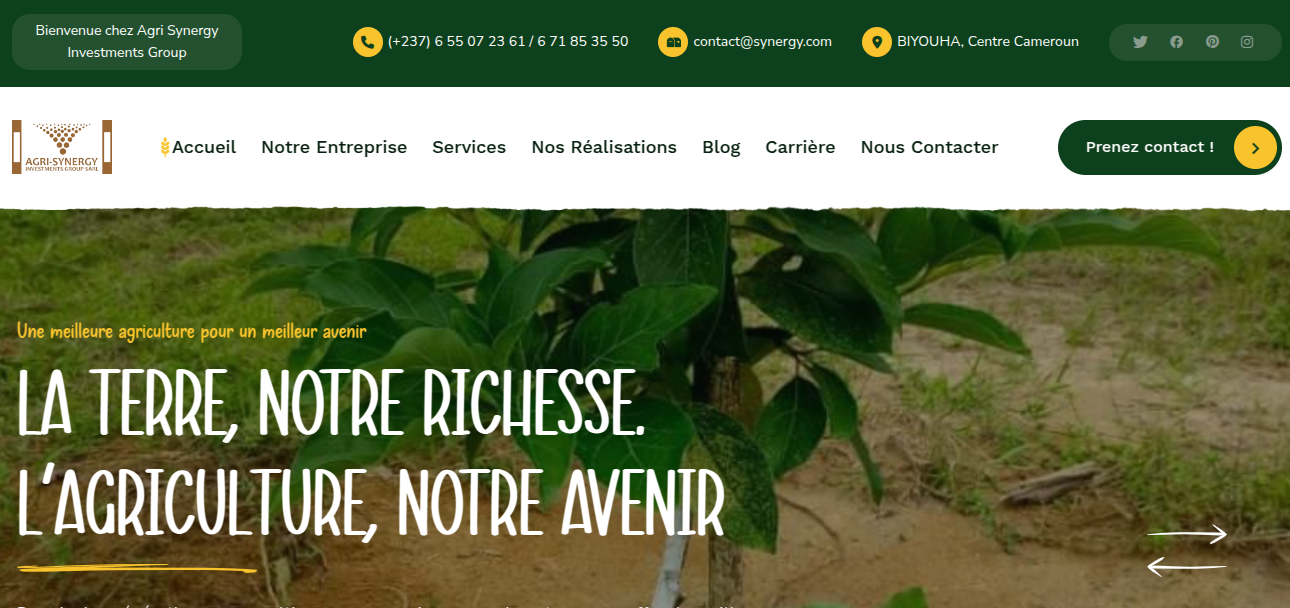 Bienvenue chez Agri Synergy
Investments Group
(+237) 6 55 07 23 61 / 6 71 85 35 50
contact@synergy.com
BIYOUHA, Centre Cameroun
AGRI-SYNERGY
INVESTMENTS GROUP SARL
Accueil
Notre Entreprise
Services
Nos Réalisations
Blog
Carrière
Nous Contacter
Prenez contact !
Une meilleure agriculture pour un meilleur avenir
LA TERRE, NOTRE RICHESSE.
L'AGRICULTURE, NOTRE AVENIR